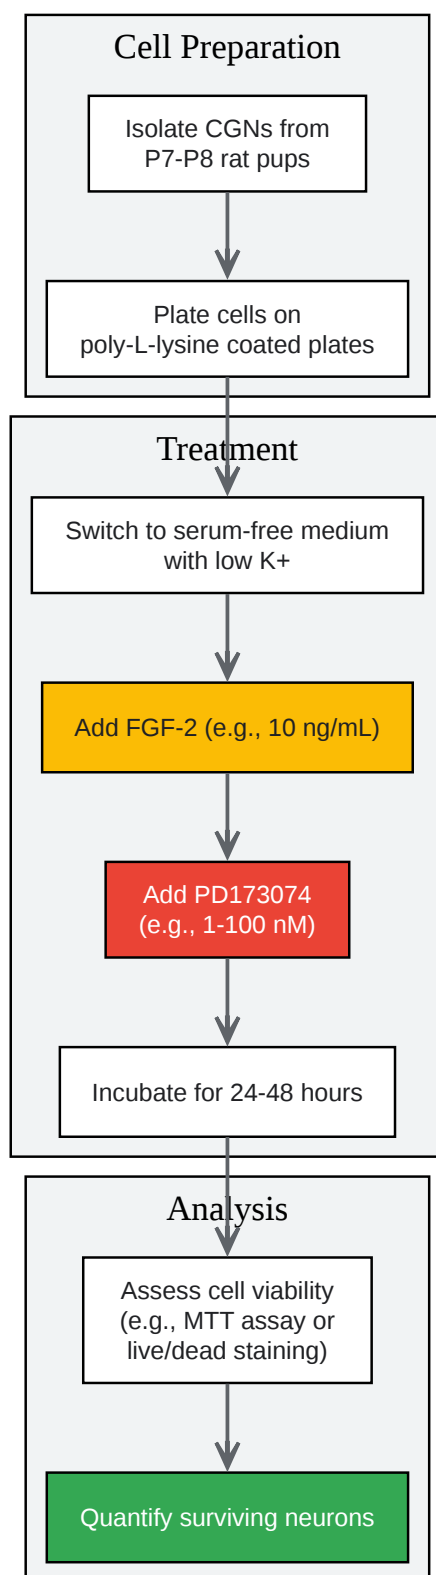 Cell Preparation
Isolate CGNs from
P7-P8 rat pups
Plate cells on
poly-L-lysine coated plates
Treatment
Switch to serum-free medium
with low K+
Add FGF-2 (e.g., 10 ng/mL)
Add PD173074
(e.g., 1-100 nM)
Incubate for 24-48 hours
Analysis
Assess cell viability
(e.g., MTT assay or
live/dead staining)
Quantify surviving neurons